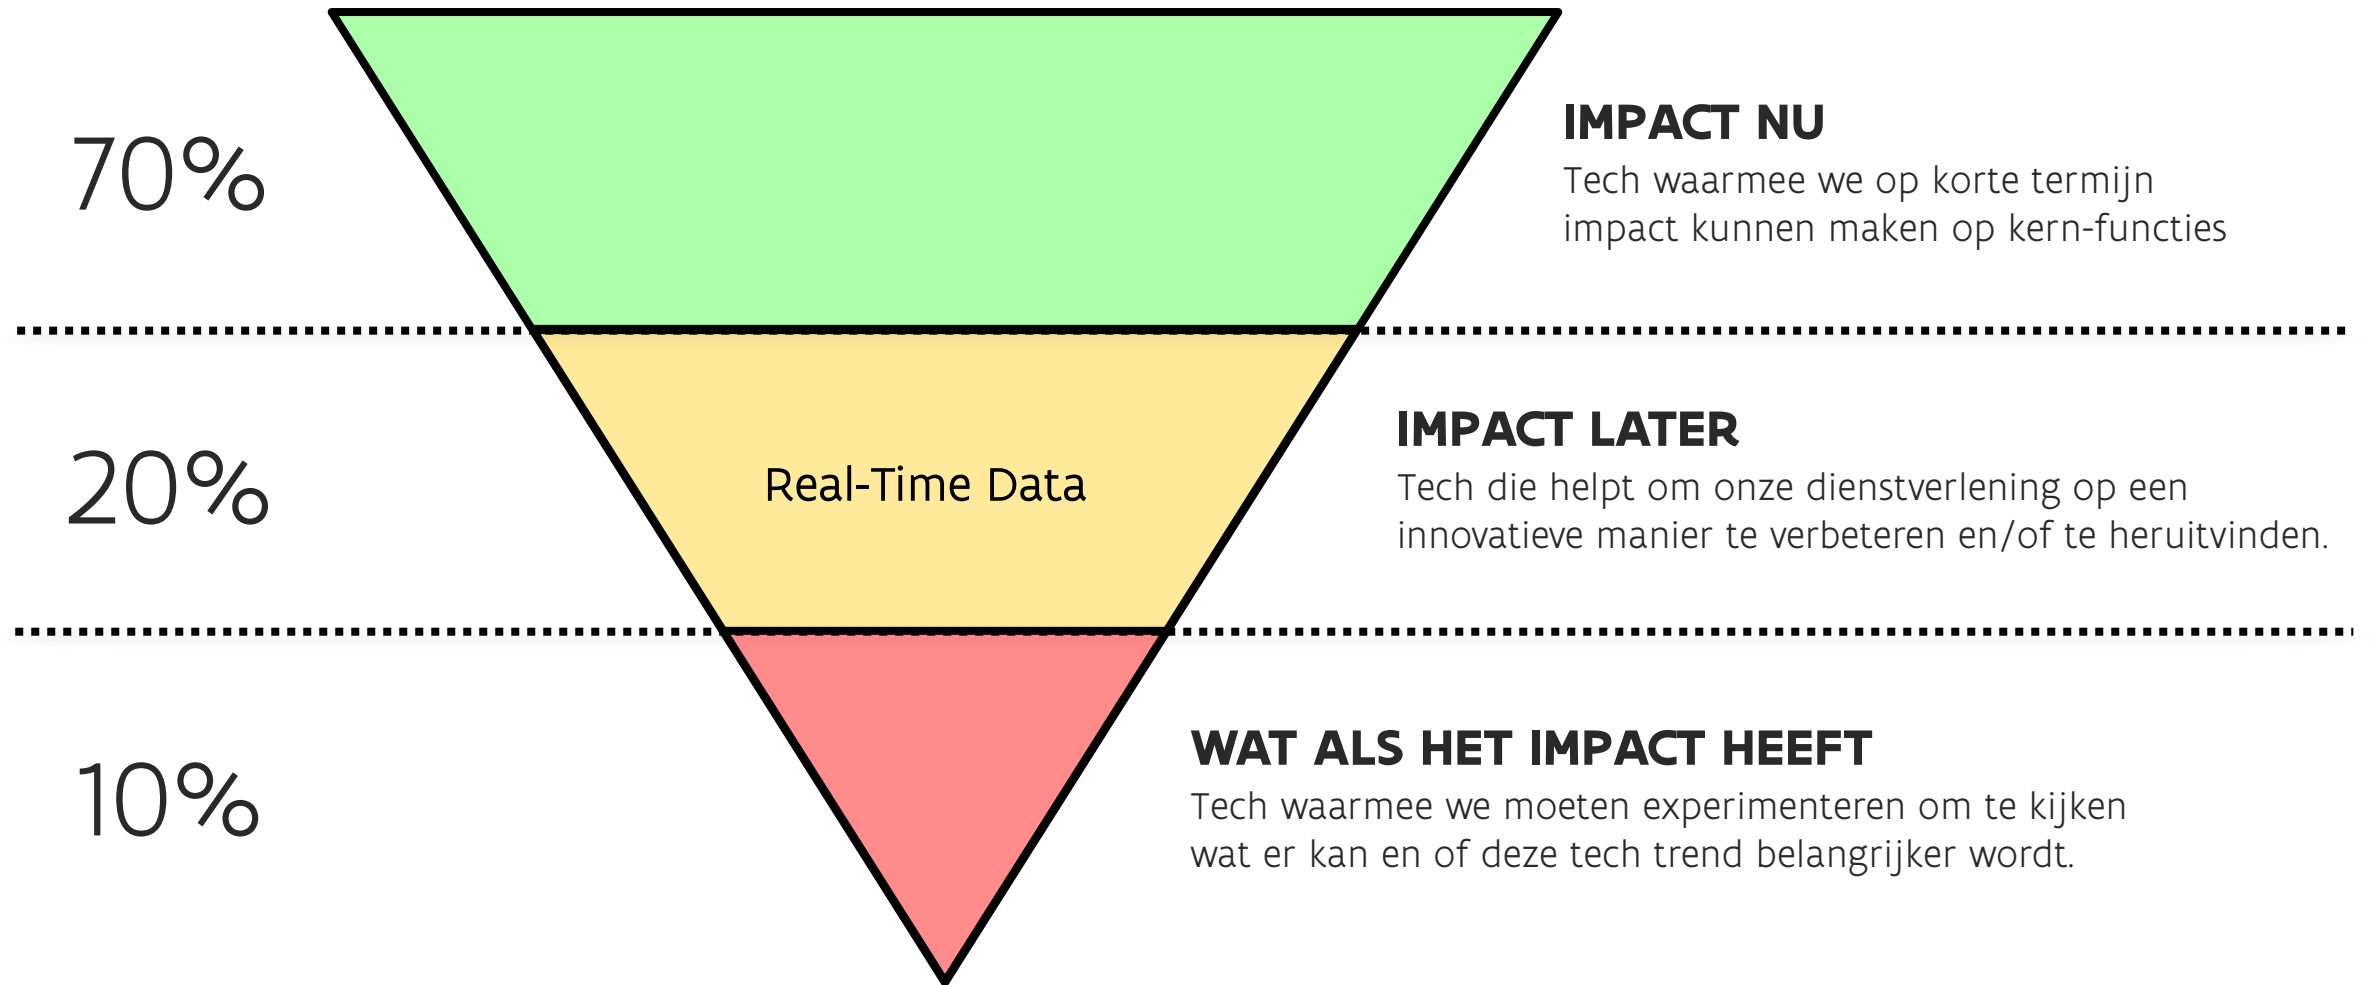 70%
IMPACT NU
Tech waarmee we op korte termijn
impact kunnen maken op kern-functies
20%
Real-Time Data
IMPACT LATER
Tech die helpt om onze dienstverlening op een
innovatieve manier te verbeteren en/of te heruitvinden.
10%
WAT ALS HET IMPACT HEEFT
Tech waarmee we moeten experimenteren om te kijken
wat er kan en of deze tech trend belangrijker wordt.